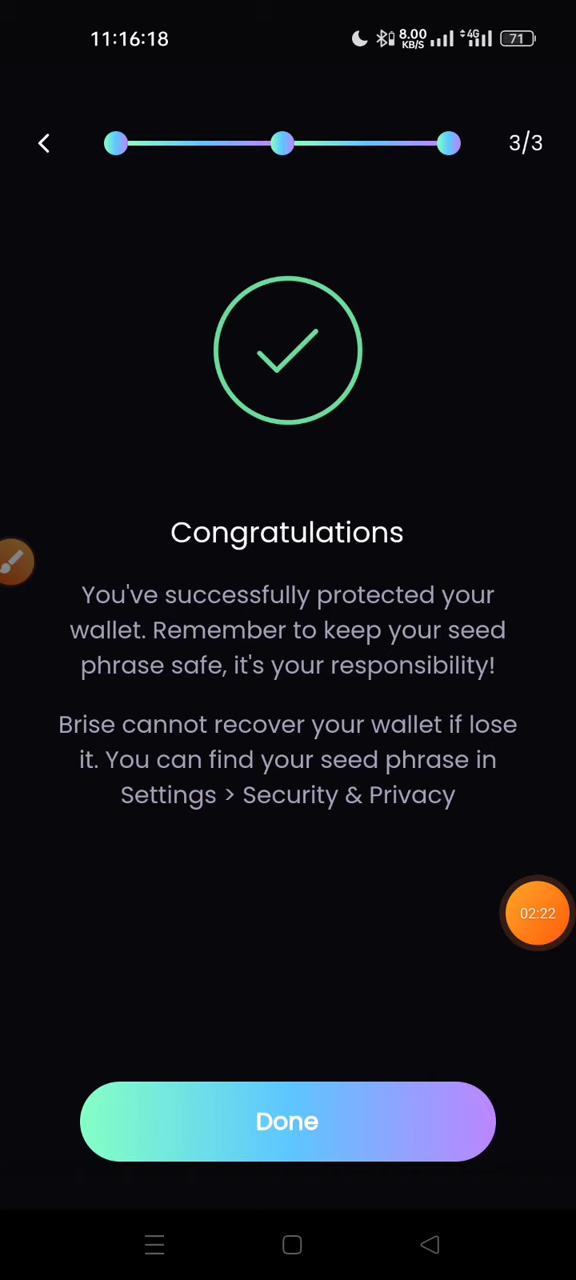 11:16:18
8.00
KB/S
4G
71
3/3
Congratulations
You've successfully protected your
wallet. Remember to keep your seed
phrase safe, it's your responsibility!
Brise cannot recover your wallet if lose
it. You can find your seed phrase in
Settings > Security & Privacy
02:22
Done